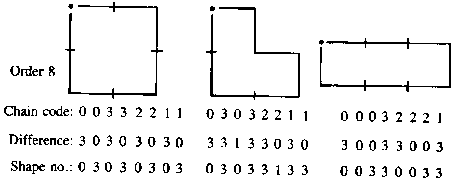 Order 8
Chain code: 0 0 3 3 2 2 1 1 0 3 0 3 2 2 1 1 0 0 0 3 2 2 2 1
Difference: 3 0 3 0 3 0 3 0 3 3 1 3 3 0 3 0 3 0 0 3 3 0 0 3
Shape no.: 0 3 0 3 0 3 0 3 0 3 0 3 3 1 3 3 0 0 3 3 0 0 3 3